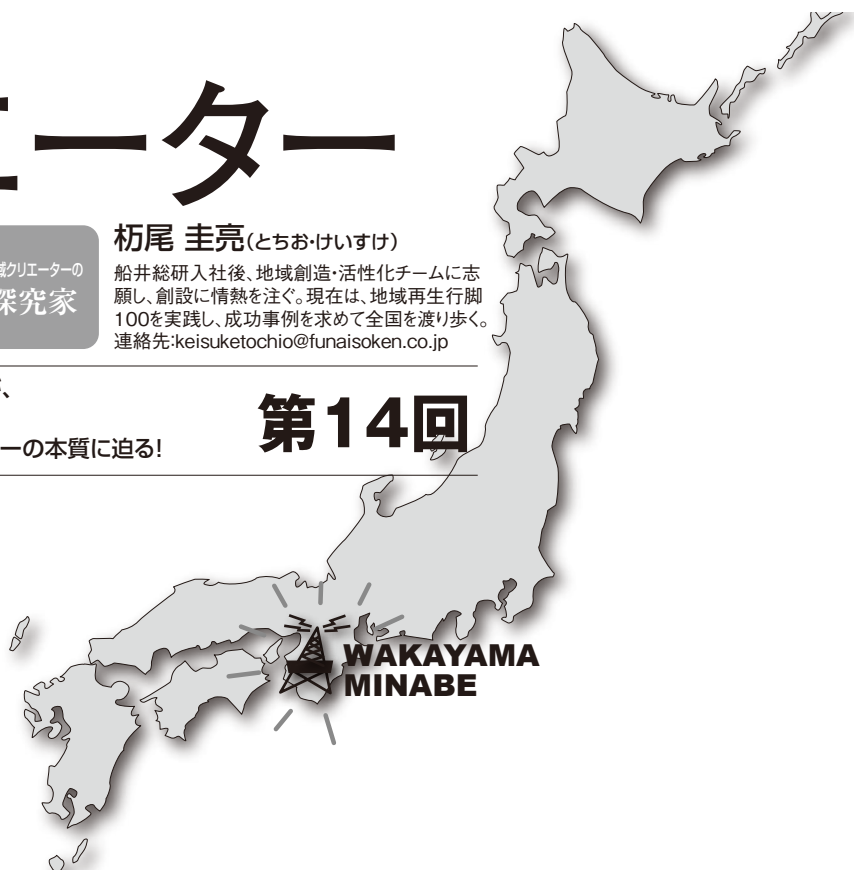 エーター
域クリエーターの
探究家
栃尾 圭亮(とちお・けいすけ)
船井総研入社後、地域創造・活性化チームに志
願し、創設に情熱を注ぐ。現在は、地域再生行脚
100を実践し、成功事例を求めて全国を渡り歩く。
連絡先:keisuketochio@funaisoken.co.jp
ーの本質に迫る!
第14回
WAKAYAMA
MINABE